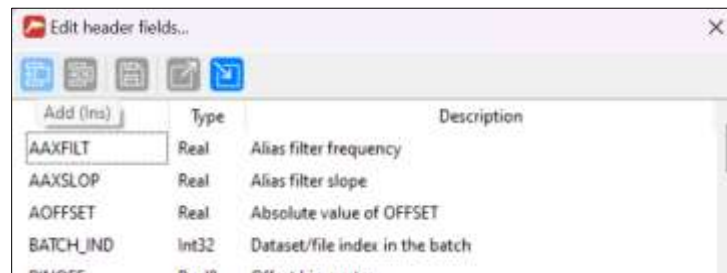 Edit header fields...
Add (Ins)
Type Description
AAXFILT Real Alias filter frequency
AAXSLOP Real Alias filter slope
AOFFSET Real Absolute value of OFFSET
BATCH_IND Int32 Dataset/file index in the batch